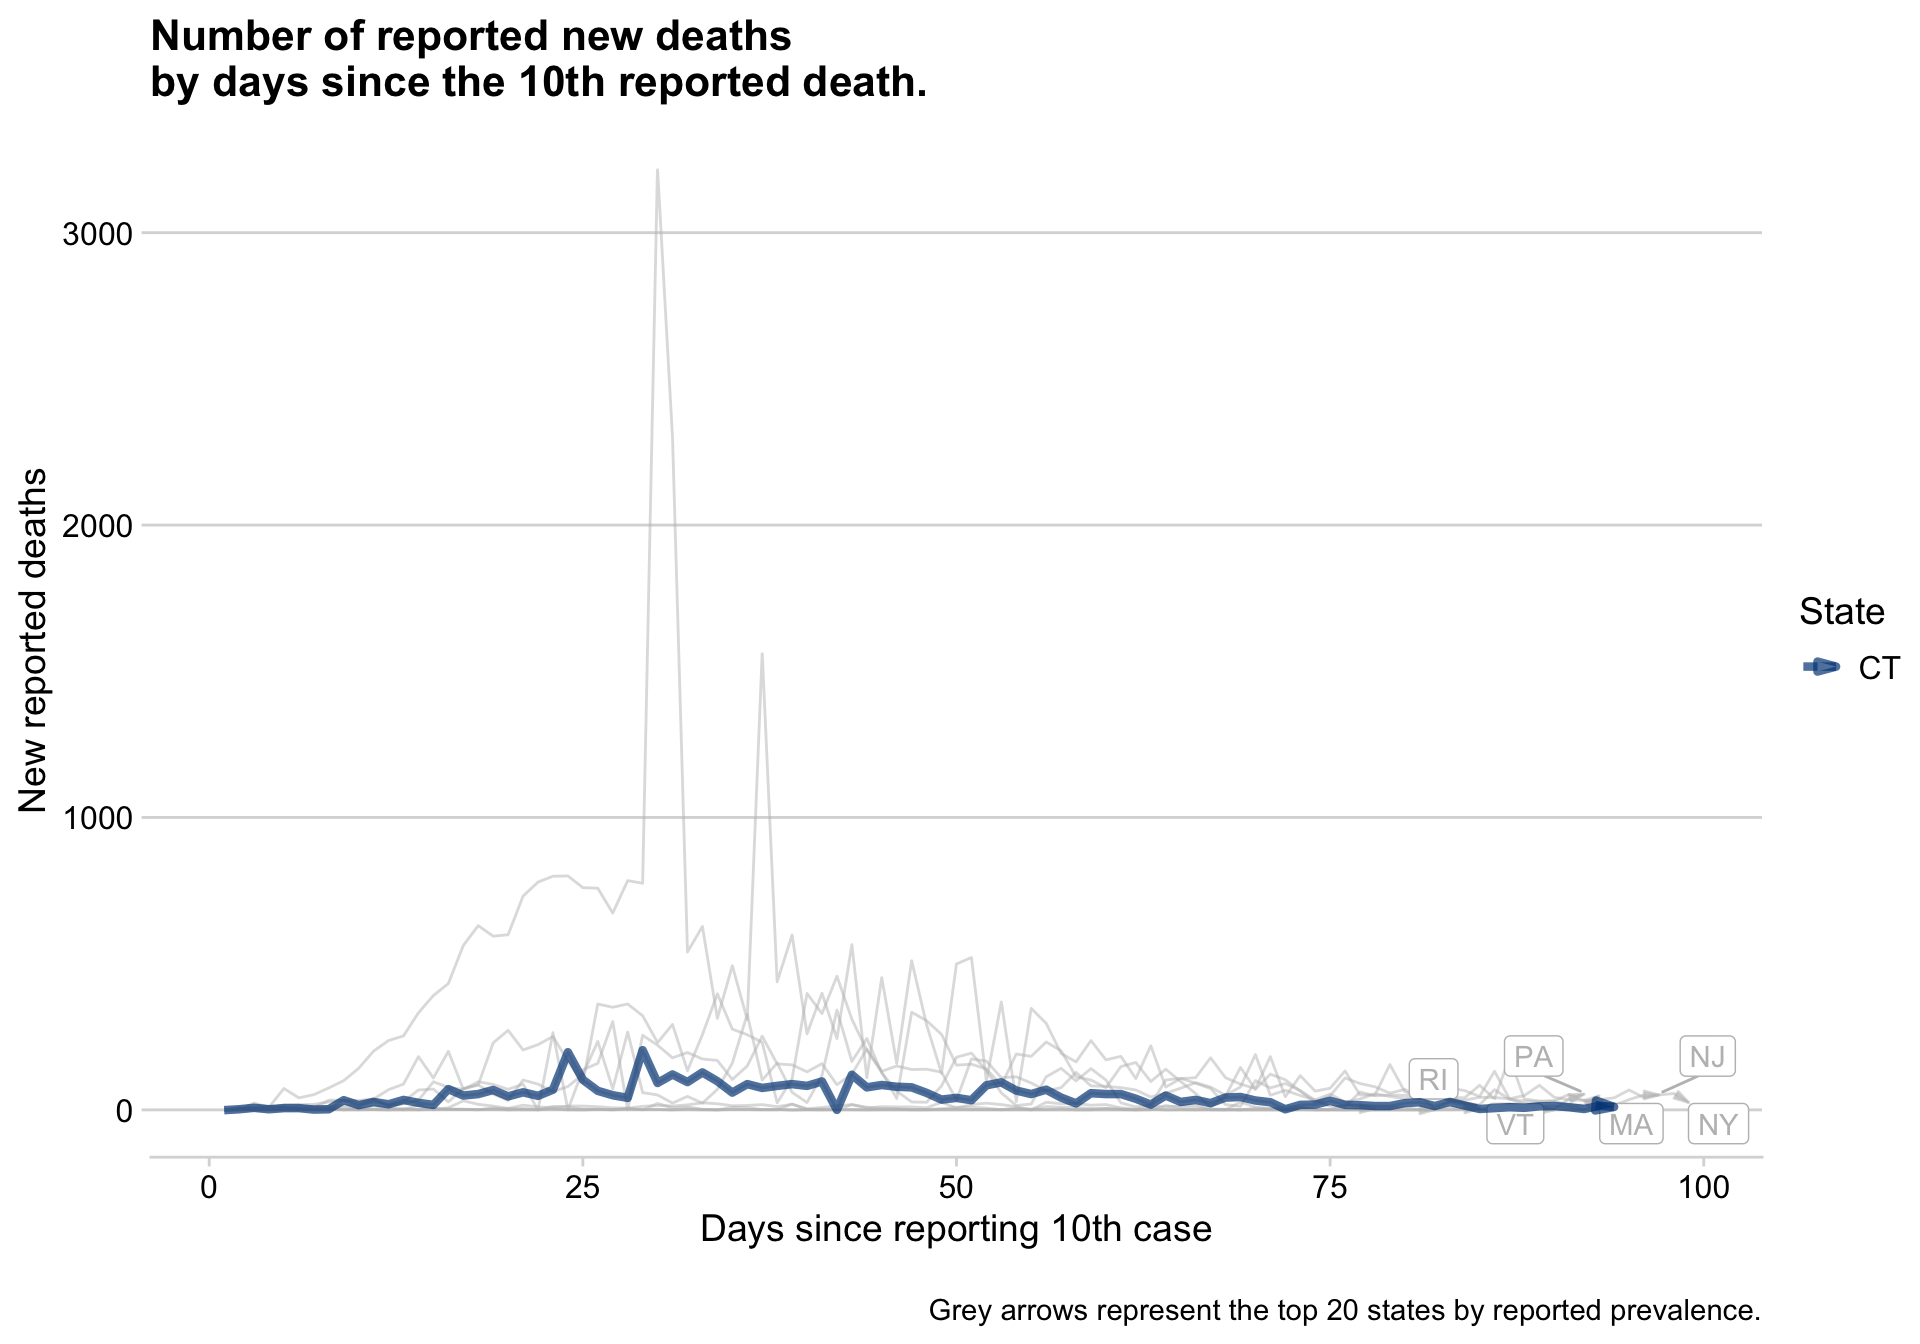 Number of reported new deaths
by days since the 10th reported death.
New reported deaths
3000
2000
1000
0
0
25
50
75
100
Days since reporting 10th case
RI
PA
NJ
VT
MA
NY
State
CT
Grey arrows represent the top 20 states by reported prevalence.